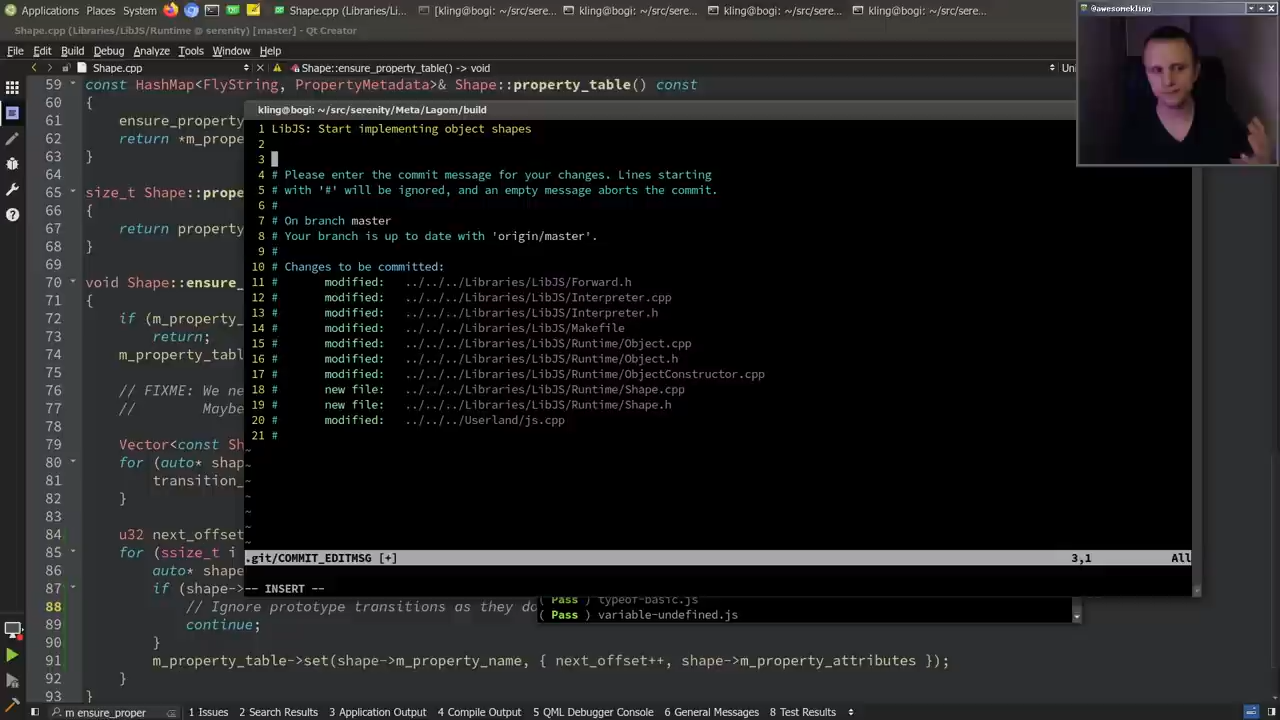 Applications Places System Shape.cpp (Libraries/L... [kling@bogi: ~/src/sere... kling@bogi: ~/src/sere... kling@bogi: ~/src/sere... kling@bogi: ~/src/sere...
@awesomekling
Shape.cpp (Libraries/LibJS/Runtime @ serenity) [master] - Qt Creator
File Edit Build Debug Analyze Tools Window Help
Shape.cpp Shape::ensure_property_table() -> void Uni
59 const HashMap<FlyString, PropertyMetadata>& Shape::property_table() const
60 {
61 ensure_property
62 return *m_prop
63 }
64
65 size_t Shape::prop
66 {
67 return property
68 }
69
70 void Shape::ensure_
71 {
72 if (m_property_
73 return;
74 m_property_tabl
75
76 // FIXME: We ne
77 // Maybe
78
79 Vector<const Sh
80 for (auto* shap
81 transition_
82 }
83
84 u32 next_offset
85 for (ssize_t i
86 auto* shape
87 if (shape->
88 // Ignore prototype transitions as they do
89 continue;
90 }
91 m_property_table->set(shape->m_property_name, { next_offset++, shape->m_property_attributes });
92 }
93 }
kling@bogi: ~/src/serenity/Meta/Lagom/build
1 LibJS: Start implementing object shapes
2
3
4 # Please enter the commit message for your changes. Lines starting
5 # with '#' will be ignored, and an empty message aborts the commit.
6 #
7 # On branch master
8 # Your branch is up to date with 'origin/master'.
9 #
10 # Changes to be committed:
11 # modified: ../../../Libraries/LibJS/Forward.h
12 # modified: ../../../Libraries/LibJS/Interpreter.cpp
13 # modified: ../../../Libraries/LibJS/Interpreter.h
14 # modified: ../../../Libraries/LibJS/Makefile
15 # modified: ../../../Libraries/LibJS/Runtime/Object.cpp
16 # modified: ../../../Libraries/LibJS/Runtime/Object.h
17 # modified: ../../../Libraries/LibJS/Runtime/ObjectConstructor.cpp
18 # new file: ../../../Libraries/LibJS/Runtime/Shape.cpp
19 # new file: ../../../Libraries/LibJS/Runtime/Shape.h
20 # modified: ../../../Userland/js.cpp
21 #
~
~
~
~
~
~
~
.git/COMMIT_EDITMSG [+] 3,1 All
-- INSERT --
( Pass ) typeof-basic.js
( Pass ) variable-undefined.js
m ensure_proper 1 Issues 2 Search Results 3 Application Output 4 Compile Output 5 QML Debugger Console 6 General Messages 8 Test Results